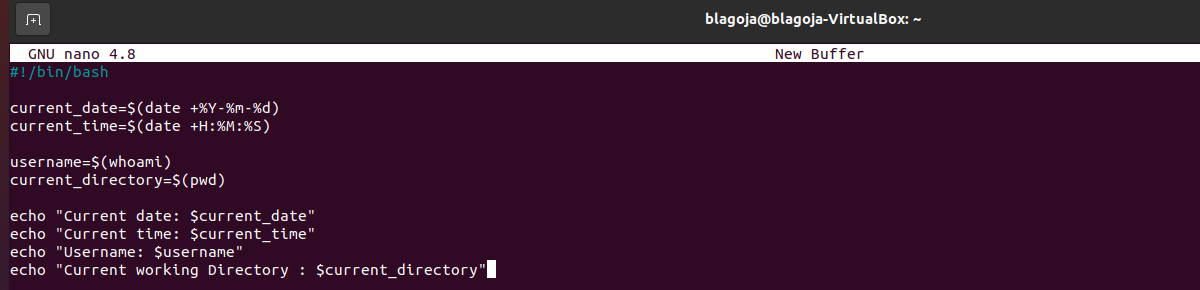 blagoja@blagoja-VirtualBox: ~
GNU nano 4.8 New Buffer
#!/bin/bash
current_date=$(date +%Y-%m-%d)
current_time=$(date +H:%M:%S)
username=$(whoami)
current_directory=$(pwd)
echo "Current date: $current_date"
echo "Current time: $current_time"
echo "Username: $username"
echo "Current working Directory : $current_directory"